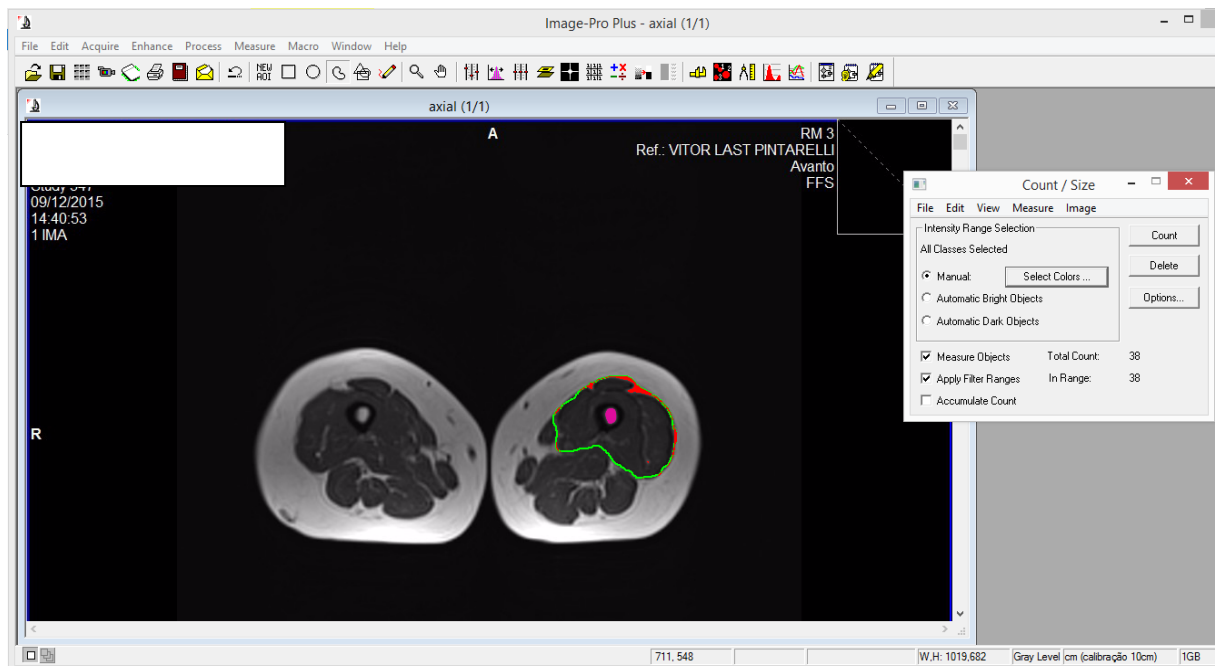 Image-Pro Plus - axial (1/1)
File Edit Acquire Enhance Process Measure Macro Window Help
NEW ROI
axial (1/1)
A
RM 3
Ref.: VITOR LAST PINTARELLI
Avanto
FFS
Study 547
09/12/2015
14:40:53
1 IMA
R
Count / Size
File Edit View Measure Image
Intensity Range Selection
All Classes Selected
Manual:
Select Colors ...
Automatic Bright Objects
Automatic Dark Objects
Count
Delete
Options...
Measure Objects Total Count: 38
Apply Filter Ranges In Range: 38
Accumulate Count
711, 548
W,H: 1019,682
Gray Level
cm (calibração 10cm)
1GB